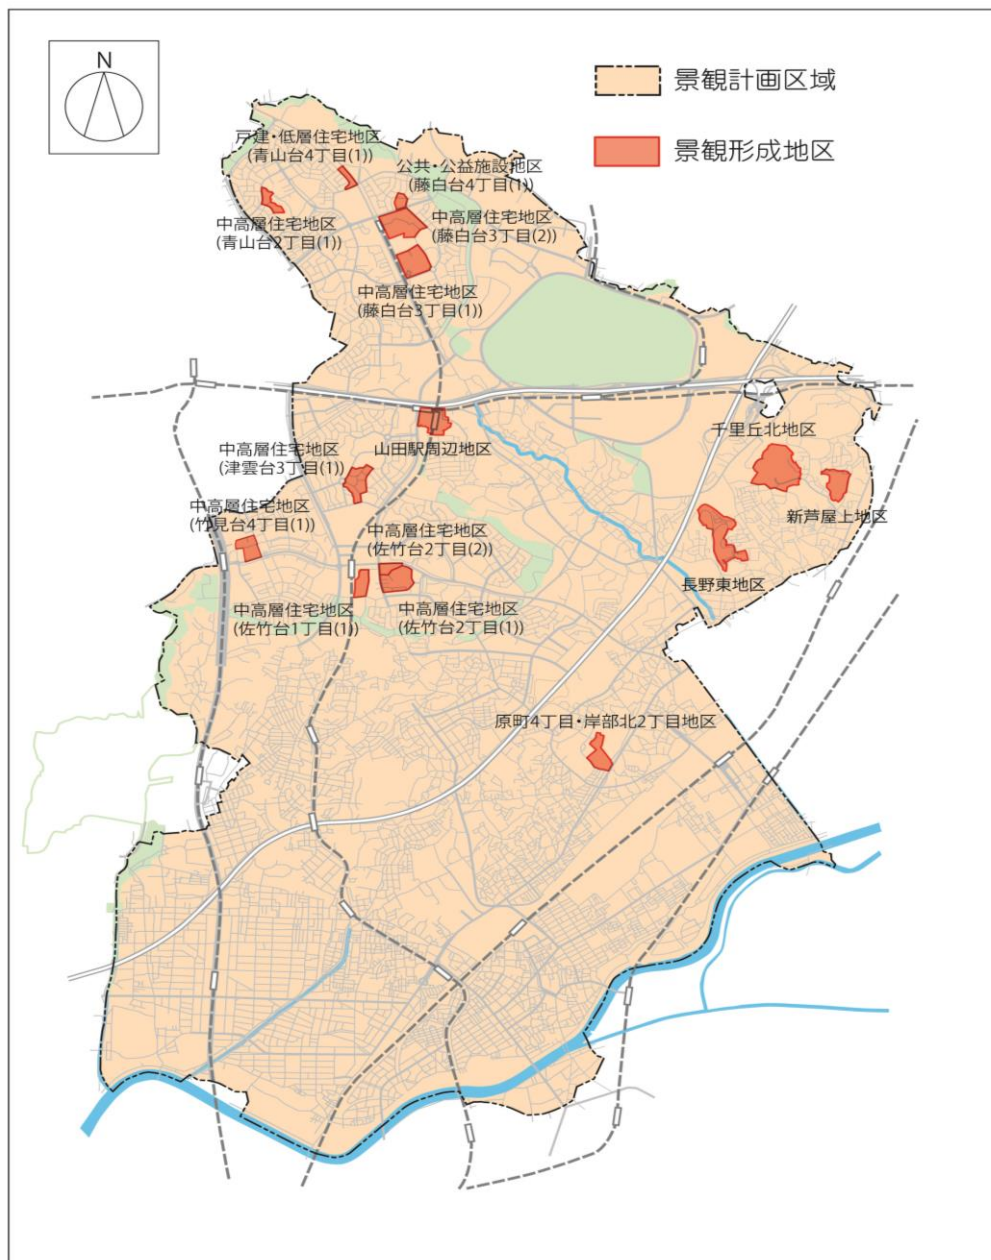 N
景観計画区域
景観形成地区
戸建・低層住宅地区
(青山台4丁目(1))
公共・公益施設地区
(藤白台4丁目(1))
中高層住宅地区
(青山台2丁目(1))
中高層住宅地区
(藤白台3丁目(2))
中高層住宅地区
(藤白台3丁目(1))
山田駅周辺地区
千里丘北地区
中高層住宅地区
(津雲台3丁目(1))
新芦屋上地区
中高層住宅地区
(竹見台4丁目(1))
中高層住宅地区
(佐竹台2丁目(2))
長野東地区
中高層住宅地区
(佐竹台1丁目(1))
中高層住宅地区
(佐竹台2丁目(1))
原町4丁目・岸部北2丁目地区